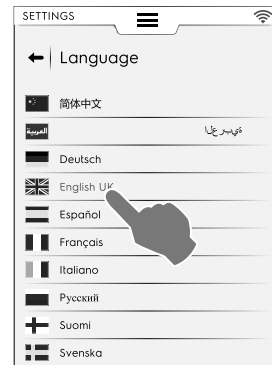 SETTINGS
Language
简体中文
العربية
ةيبرعلا
Deutsch
English UK
Español
Français
Italiano
Русский
Suomi
Svenska